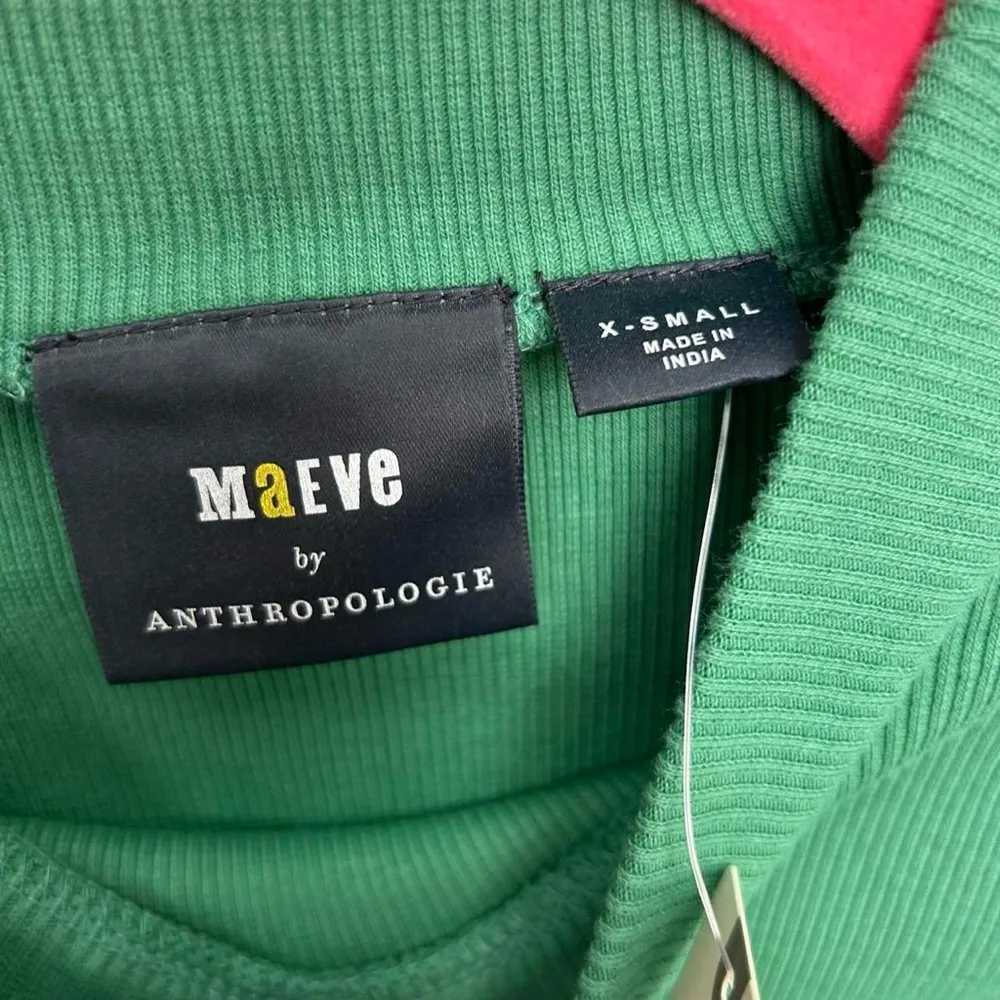 MaEVe
by
ANTHROPOLOGIE
X-SMALL
MADE IN
INDIA